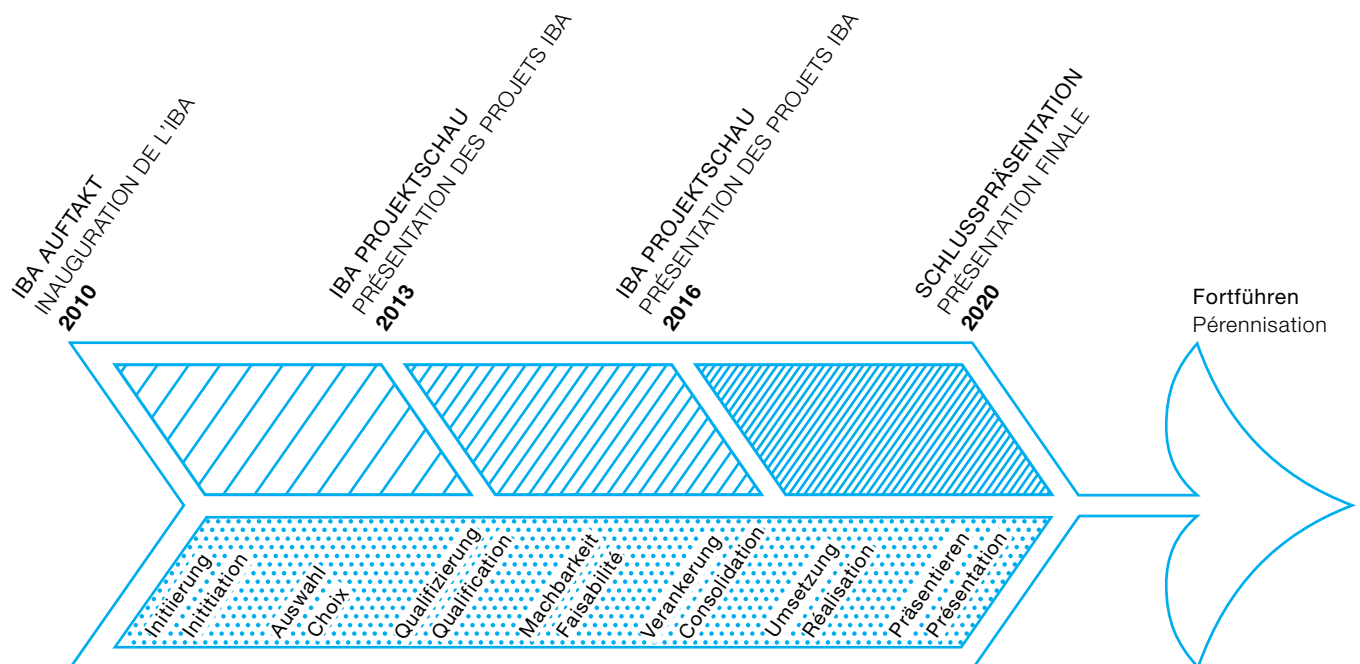 IBA AUFTAKT
INAUGURATION DE L'IBA
2010
IBA PROJEKTSCHAU
PRÉSENTATION DES PROJETS IBA
2013
IBA PROJEKTSCHAU
PRÉSENTATION DES PROJETS IBA
2016
SCHLUSSPRÄSENTATION
PRÉSENTATION FINALE
2020
Fortführen
Pérennisation
Initiierung
Inititiation
Auswahl
Choix
Qualifizierung
Qualification
Machbarkeit
Faisabilité
Verankerung
Consolidation
Umsetzung
Réalisation
Präsentieren
Présentation